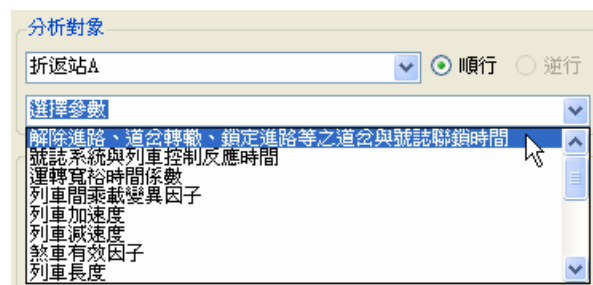 分析對象
折返站A
順行
逆行
選擇參數
解除進路、道岔轉轍、鎖定進路等之道岔與號誌聯鎖時間
號誌系統與列車控制反應時間
運轉寬裕時間係數
列車間乘載變異因子
列車加速度
列車減速度
煞車有效因子
列車長度